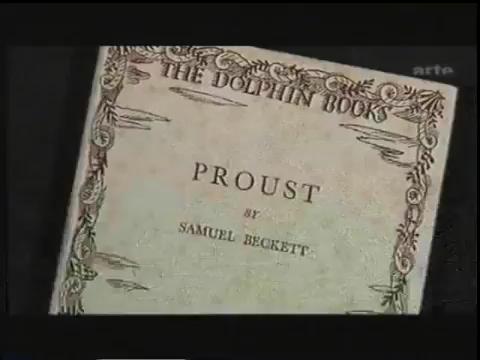 arte
THE DOLPHIN BOOKS
PROUST
BY
SAMUEL BECKETT